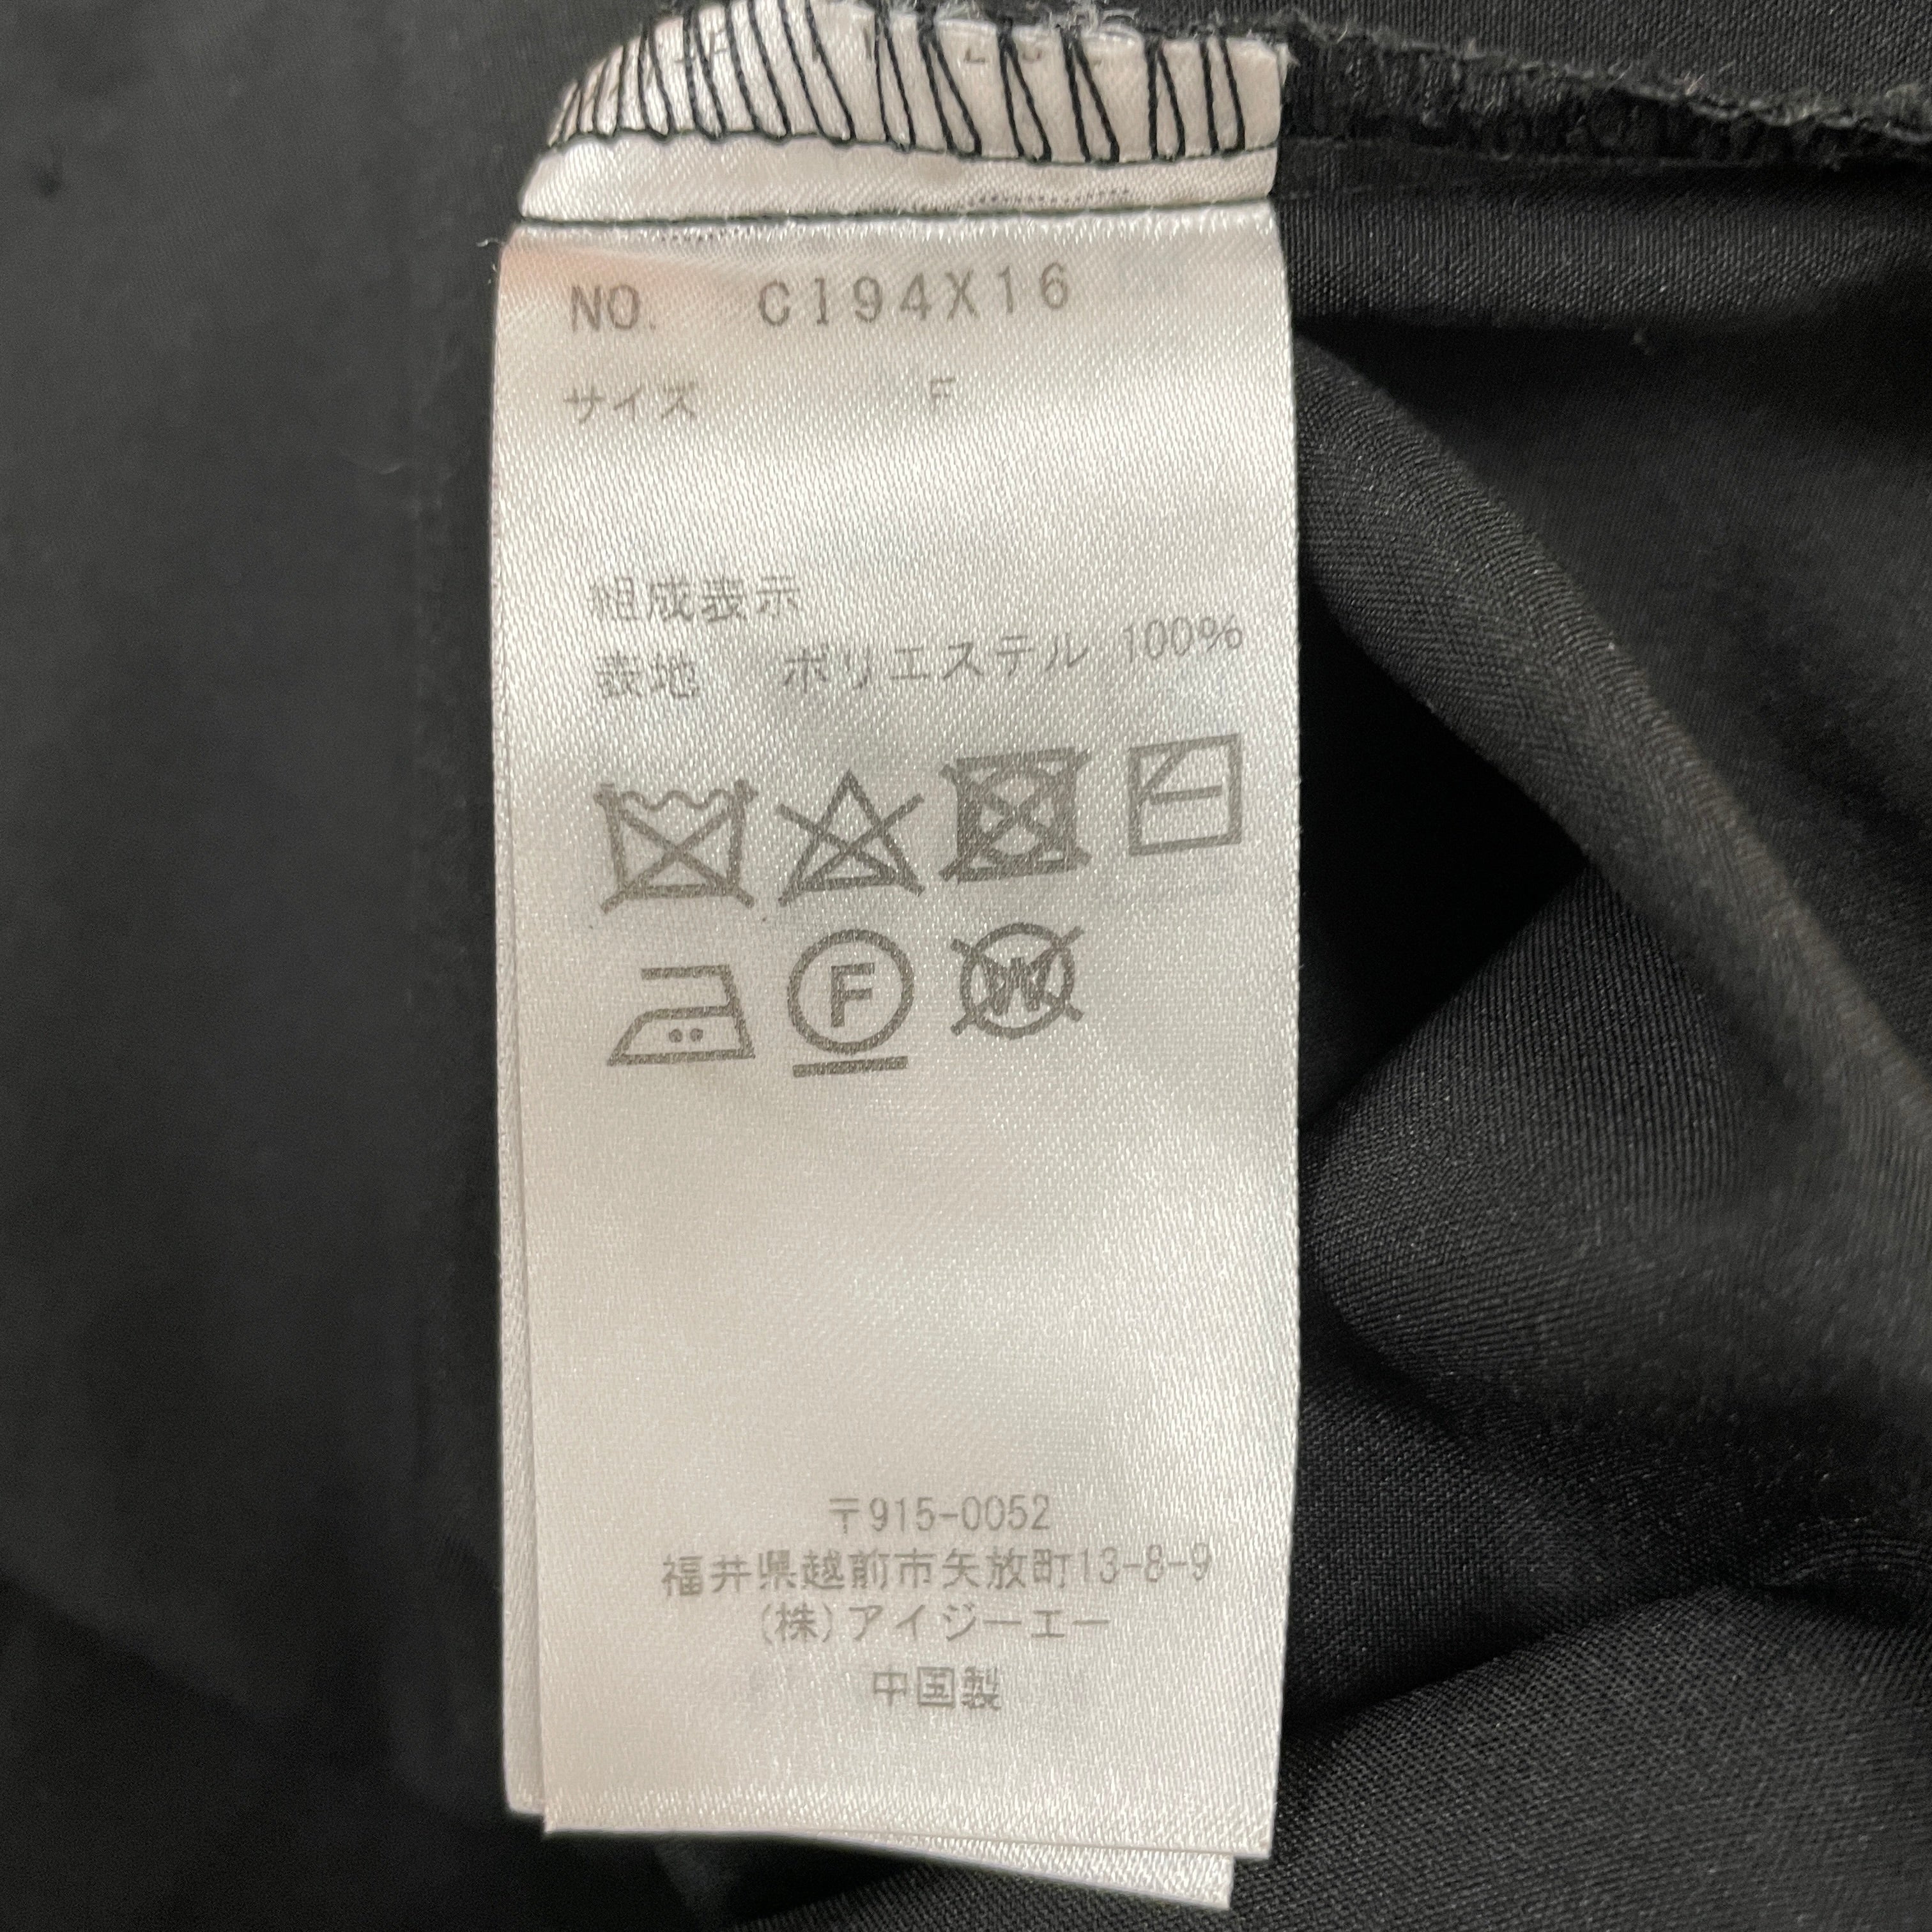 NO. C194X16
サイズ F
組成表示
表地 ポリエステル 100%
F
W
〒915-0052
福井県越前市矢放町13-8-9
(株)アイジーエー
中国製